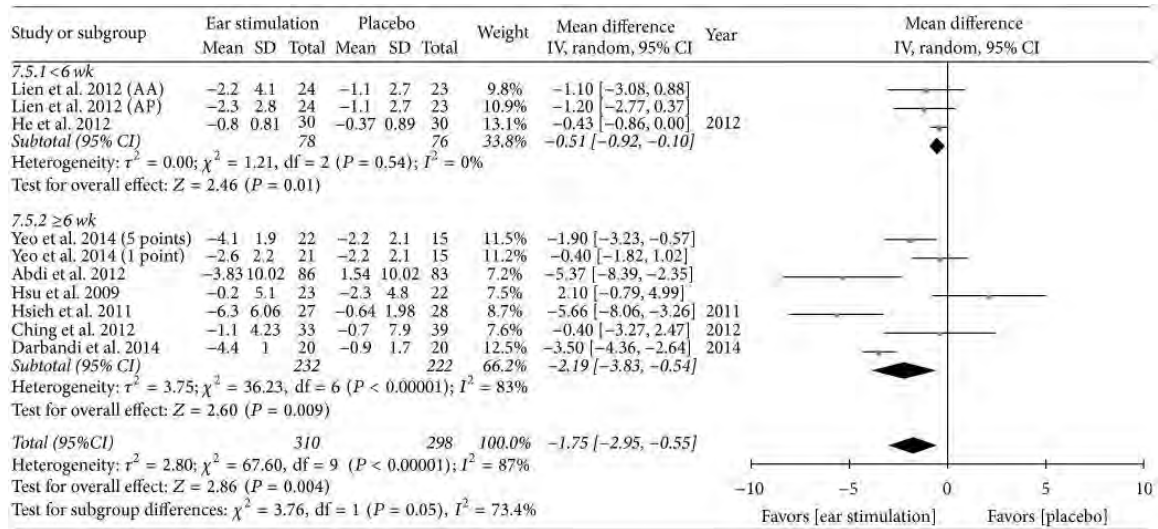 Study or subgroup Ear stimulation Placebo Weight Mean difference Year Mean difference
Mean SD Total Mean SD Total IV, random, 95% CI IV, random, 95% CI
7.5.1 <6 wk
Lien et al. 2012 (AA) −2.2 4.1 24 −1.1 2.7 23 9.8% −1.10 [−3.08, 0.88]
Lien et al. 2012 (AP) −2.3 2.8 24 −1.1 2.7 23 10.9% −1.20 [−2.77, 0.37]
He et al. 2012 −0.8 0.81 30 −0.37 0.89 30 13.1% −0.43 [−0.86, 0.00] 2012
Subtotal (95% CI) 78 76 33.8% −0.51 [−0.92, −0.10]
Heterogeneity: τ² = 0.00; χ² = 1.21, df = 2 (P = 0.54); I² = 0%
Test for overall effect: Z = 2.46 (P = 0.01)
7.5.2 ≥6 wk
Yeo et al. 2014 (5 points) −4.1 1.9 22 −2.2 2.1 15 11.5% −1.90 [−3.23, −0.57]
Yeo et al. 2014 (1 point) −2.6 2.2 21 −2.2 2.1 15 11.2% −0.40 [−1.82, 1.02]
Abdi et al. 2012 −3.83 10.02 86 1.54 10.02 83 7.2% −5.37 [−8.39, −2.35]
Hsu et al. 2009 −0.2 5.1 23 −2.3 4.8 22 7.5% 2.10 [−0.79, 4.99]
Hsieh et al. 2011 −6.3 6.06 27 −0.64 1.98 28 8.7% −5.66 [−8.06, −3.26] 2011
Ching et al. 2012 −1.1 4.23 33 −0.7 7.9 39 7.6% −0.40 [−3.27, 2.47] 2012
Darbandi et al. 2014 −4.4 1 20 −0.9 1.7 20 12.5% −3.50 [−4.36, −2.64] 2014
Subtotal (95% CI) 232 222 66.2% −2.19 [−3.83, −0.54]
Heterogeneity: τ² = 3.75; χ² = 36.23, df = 6 (P < 0.00001); I² = 83%
Test for overall effect: Z = 2.60 (P = 0.009)
Total (95%CI) 310 298 100.0% −1.75 [−2.95, −0.55]
Heterogeneity: τ² = 2.80; χ² = 67.60, df = 9 (P < 0.00001); I² = 87%
Test for overall effect: Z = 2.86 (P = 0.004)
Test for subgroup differences: χ² = 3.76, df = 1 (P = 0.05), I² = 73.4%
−10 −5 0 5 10
Favors [ear stimulation] Favors [placebo]